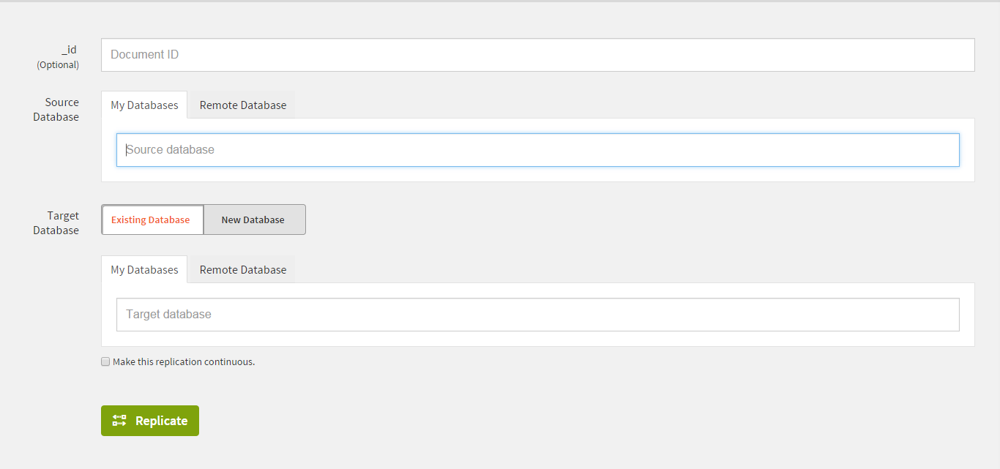 _id
(Optional)
Document ID
Source
Database
My Databases
Remote Database
Source database
Target
Database
Existing Database
New Database
My Databases
Remote Database
Target database
Make this replication continuous.
Replicate